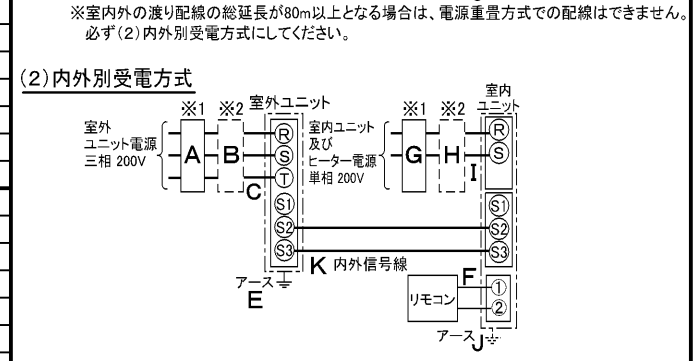 ※室内外の渡り配線の総延長が80m以上となる場合は、電源重畳方式での配線はできません。
必ず(2)内外別受電方式にしてください。
(2)内外別受電方式
※1 ※2 室外ユニット
室外
ユニット電源
三相 200V
A B C
R
S
T
S1
S2
S3
アース
E
※1 ※2
室内
ユニット
室内ユニット
及び
ヒーター電源
単相 200V
G H I
R
S
S1
S2
S3
K 内外信号線
リモコン
F
1
2
アース J